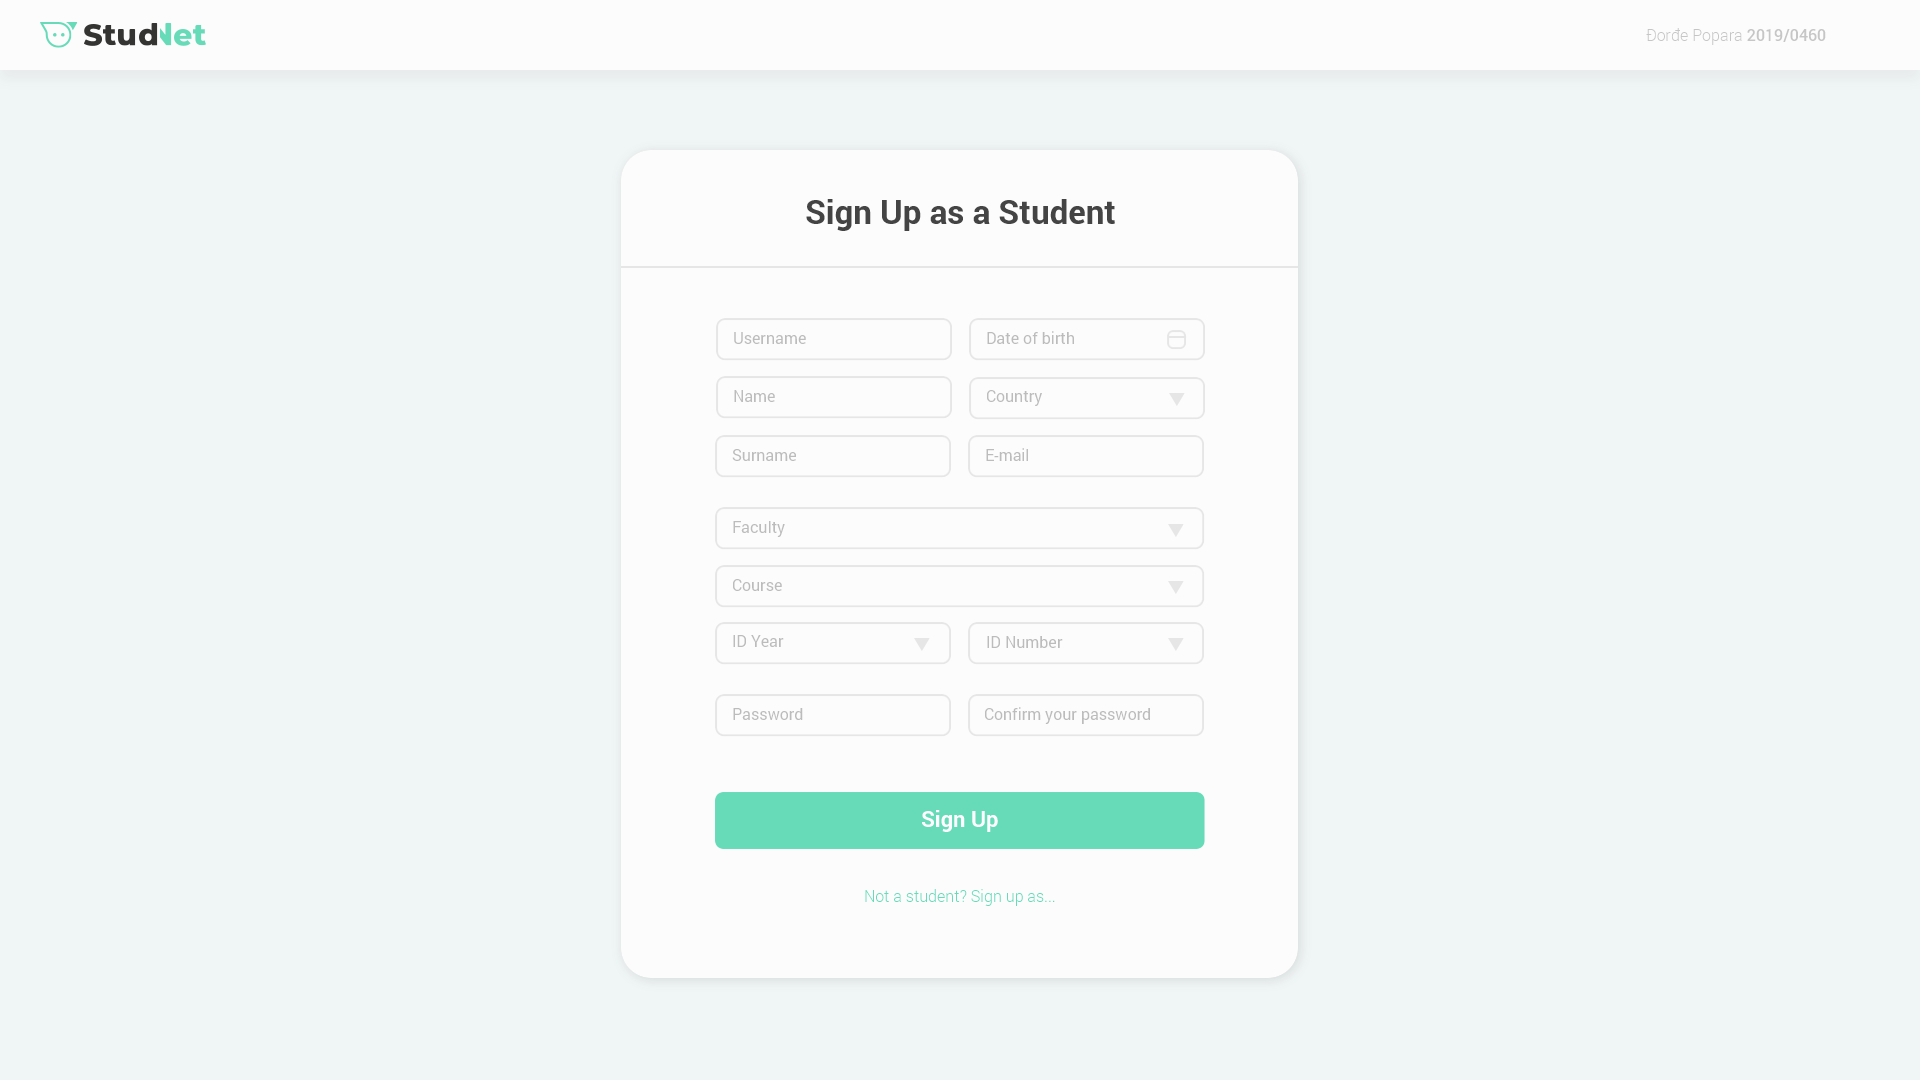 StudNet
Đorđe Popara 2019/0460
Sign Up as a Student
Username
Date of birth
Name
Country
Surname
E-mail
Faculty
Course
ID Year
ID Number
Password
Confirm your password
Sign Up
Not a student? Sign up as...